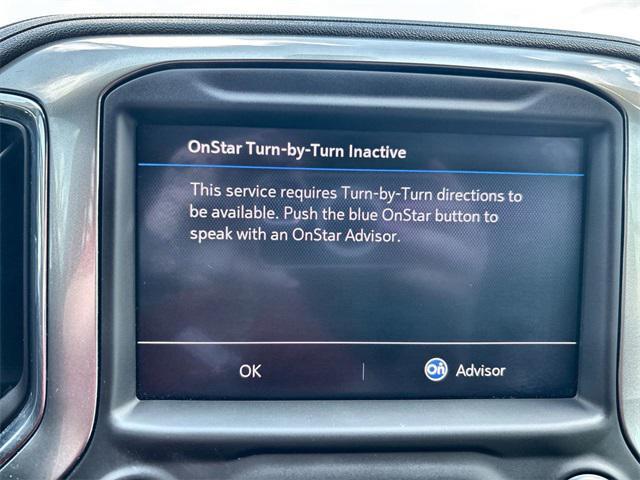 OnStar Turn-by-Turn Inactive
This service requires Turn-by-Turn directions to
be available. Push the blue OnStar button to
speak with an OnStar Advisor.
OK
On Advisor